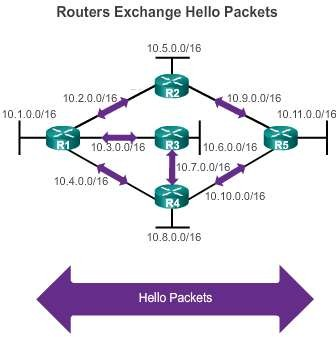 Routers Exchange Hello Packets
10.5.0.0/16
R2
10.2.0.0/16
10.9.0.0/16
10.1.0.0/16
10.11.0.0/16
R1
R3
R5
10.3.0.0/16
10.6.0.0/16
10.7.0.0/16
10.4.0.0/16
10.10.0.0/16
R4
10.8.0.0/16
Hello Packets